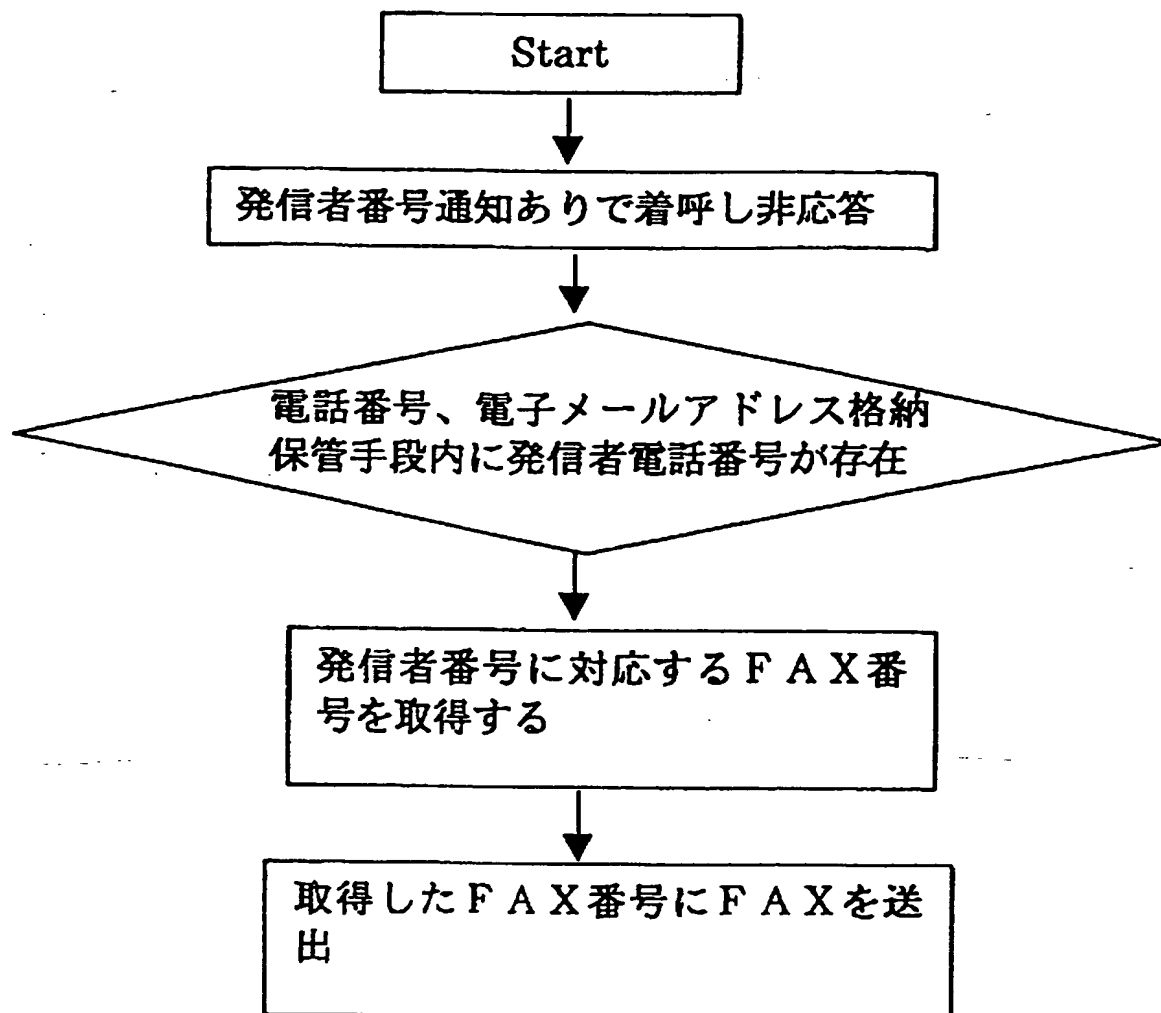 Start
発信者番号通知ありで着呼し非応答
電話番号、電子メールアドレス格納
保管手段内に発信者電話番号が存在
発信者番号に対応するＦＡＸ番
号を取得する
取得したＦＡＸ番号にＦＡＸを送
出